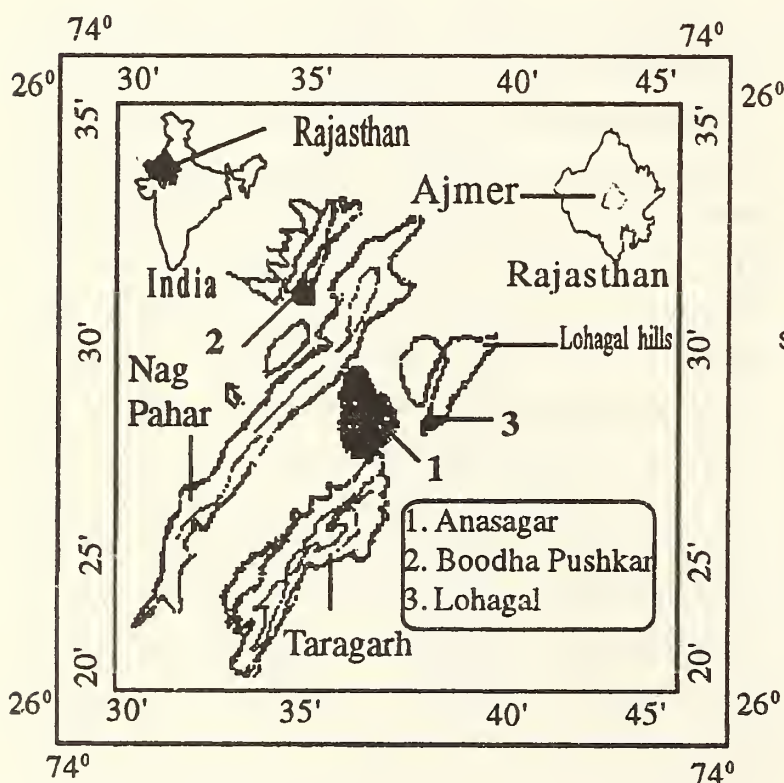 74⁰ 74⁰
26⁰ 30' 35' 40' 45' 26⁰
35' 35'
Rajasthan
Ajmer
India
Rajasthan
2
30' 30'
Lohagal hills
Nag
Pahar
3
1
1. Anasagar
2. Boodha Pushkar
3. Lohagal
25' 25'
Taragarh
20' 20'
26⁰ 30' 35' 40' 45' 26⁰
74⁰ 74⁰